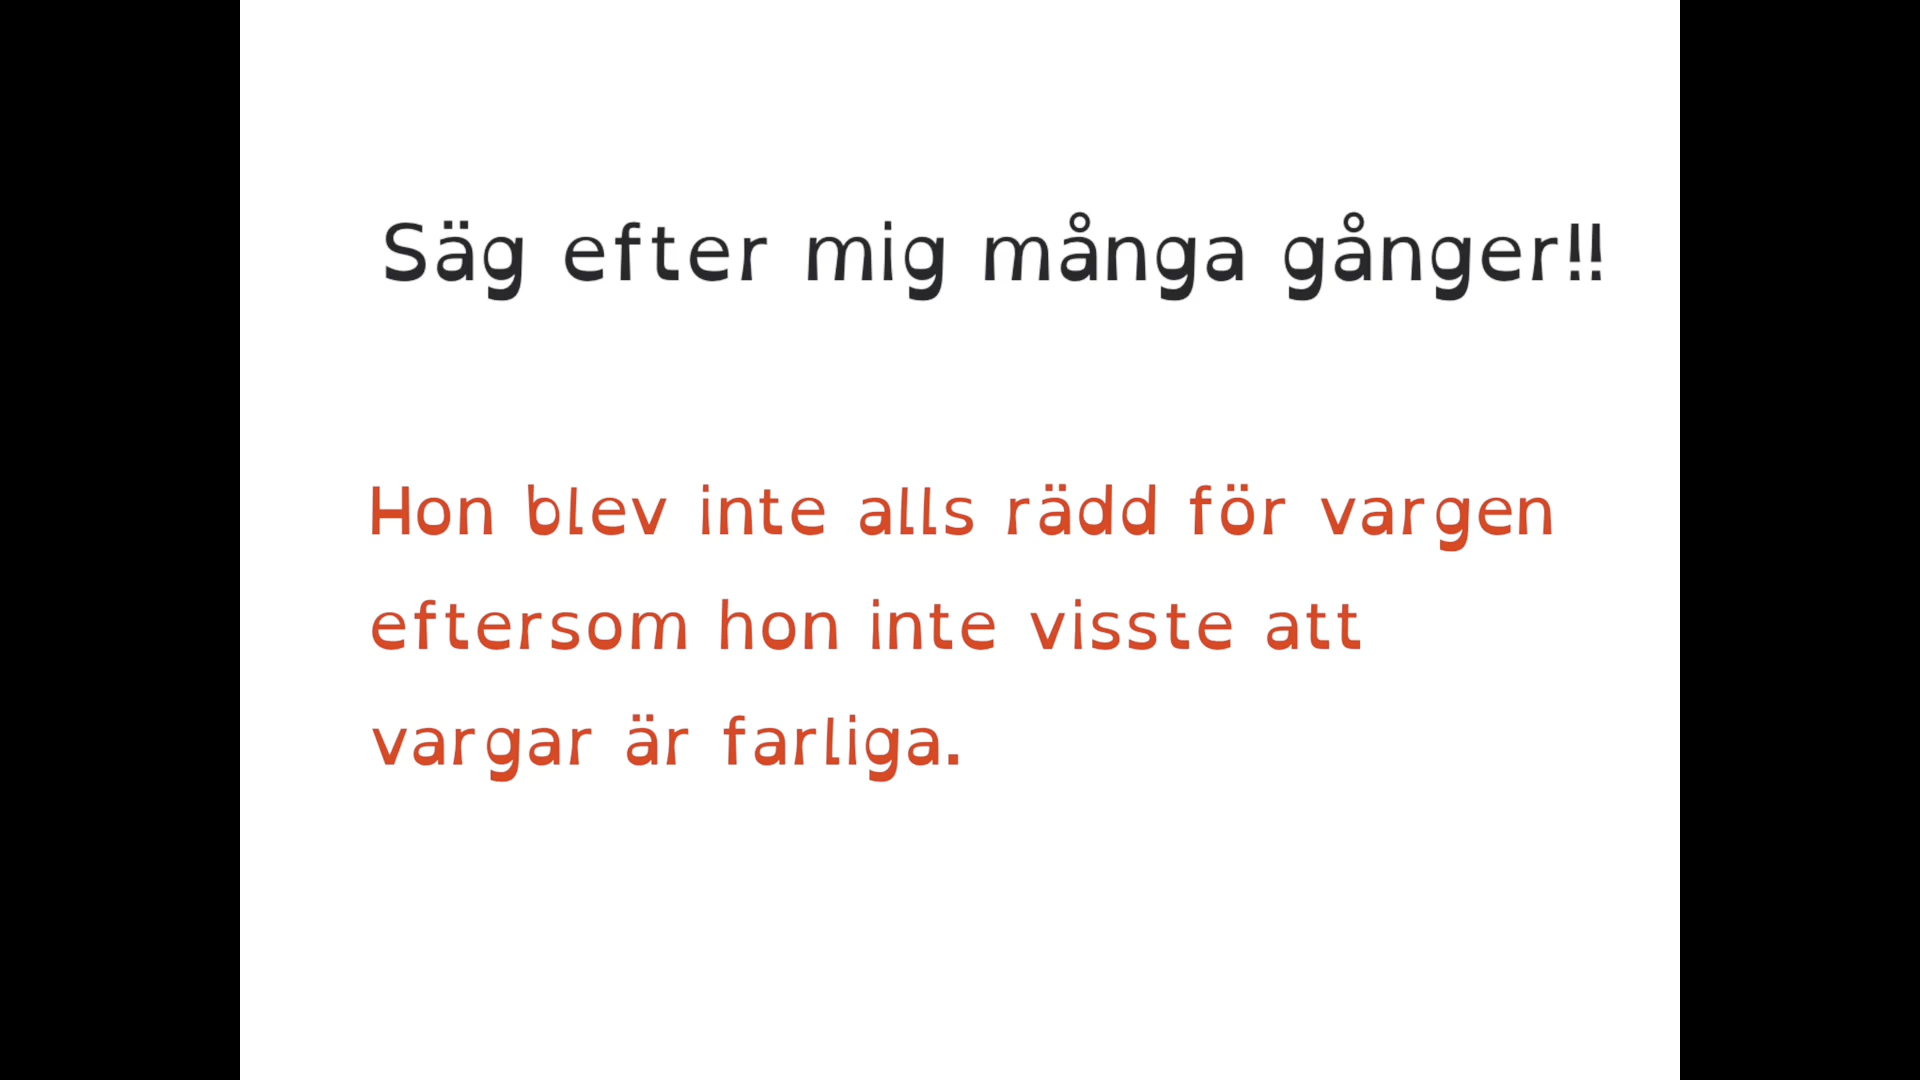 Säg efter mig många gånger!!
Hon blev inte alls rädd för vargen
eftersom hon inte visste att
vargar är farliga.